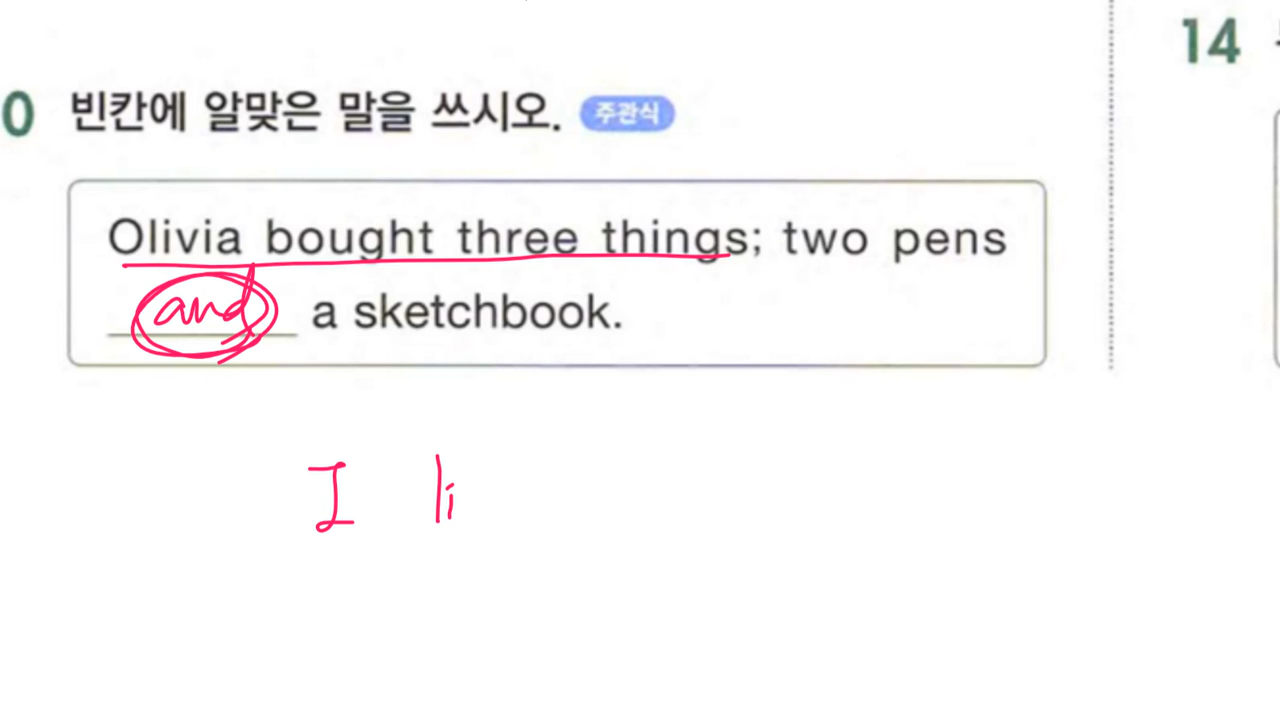 0 빈칸에 알맞은 말을 쓰시오. 주관식
Olivia bought three things; two pens
and a sketchbook.
I li
14